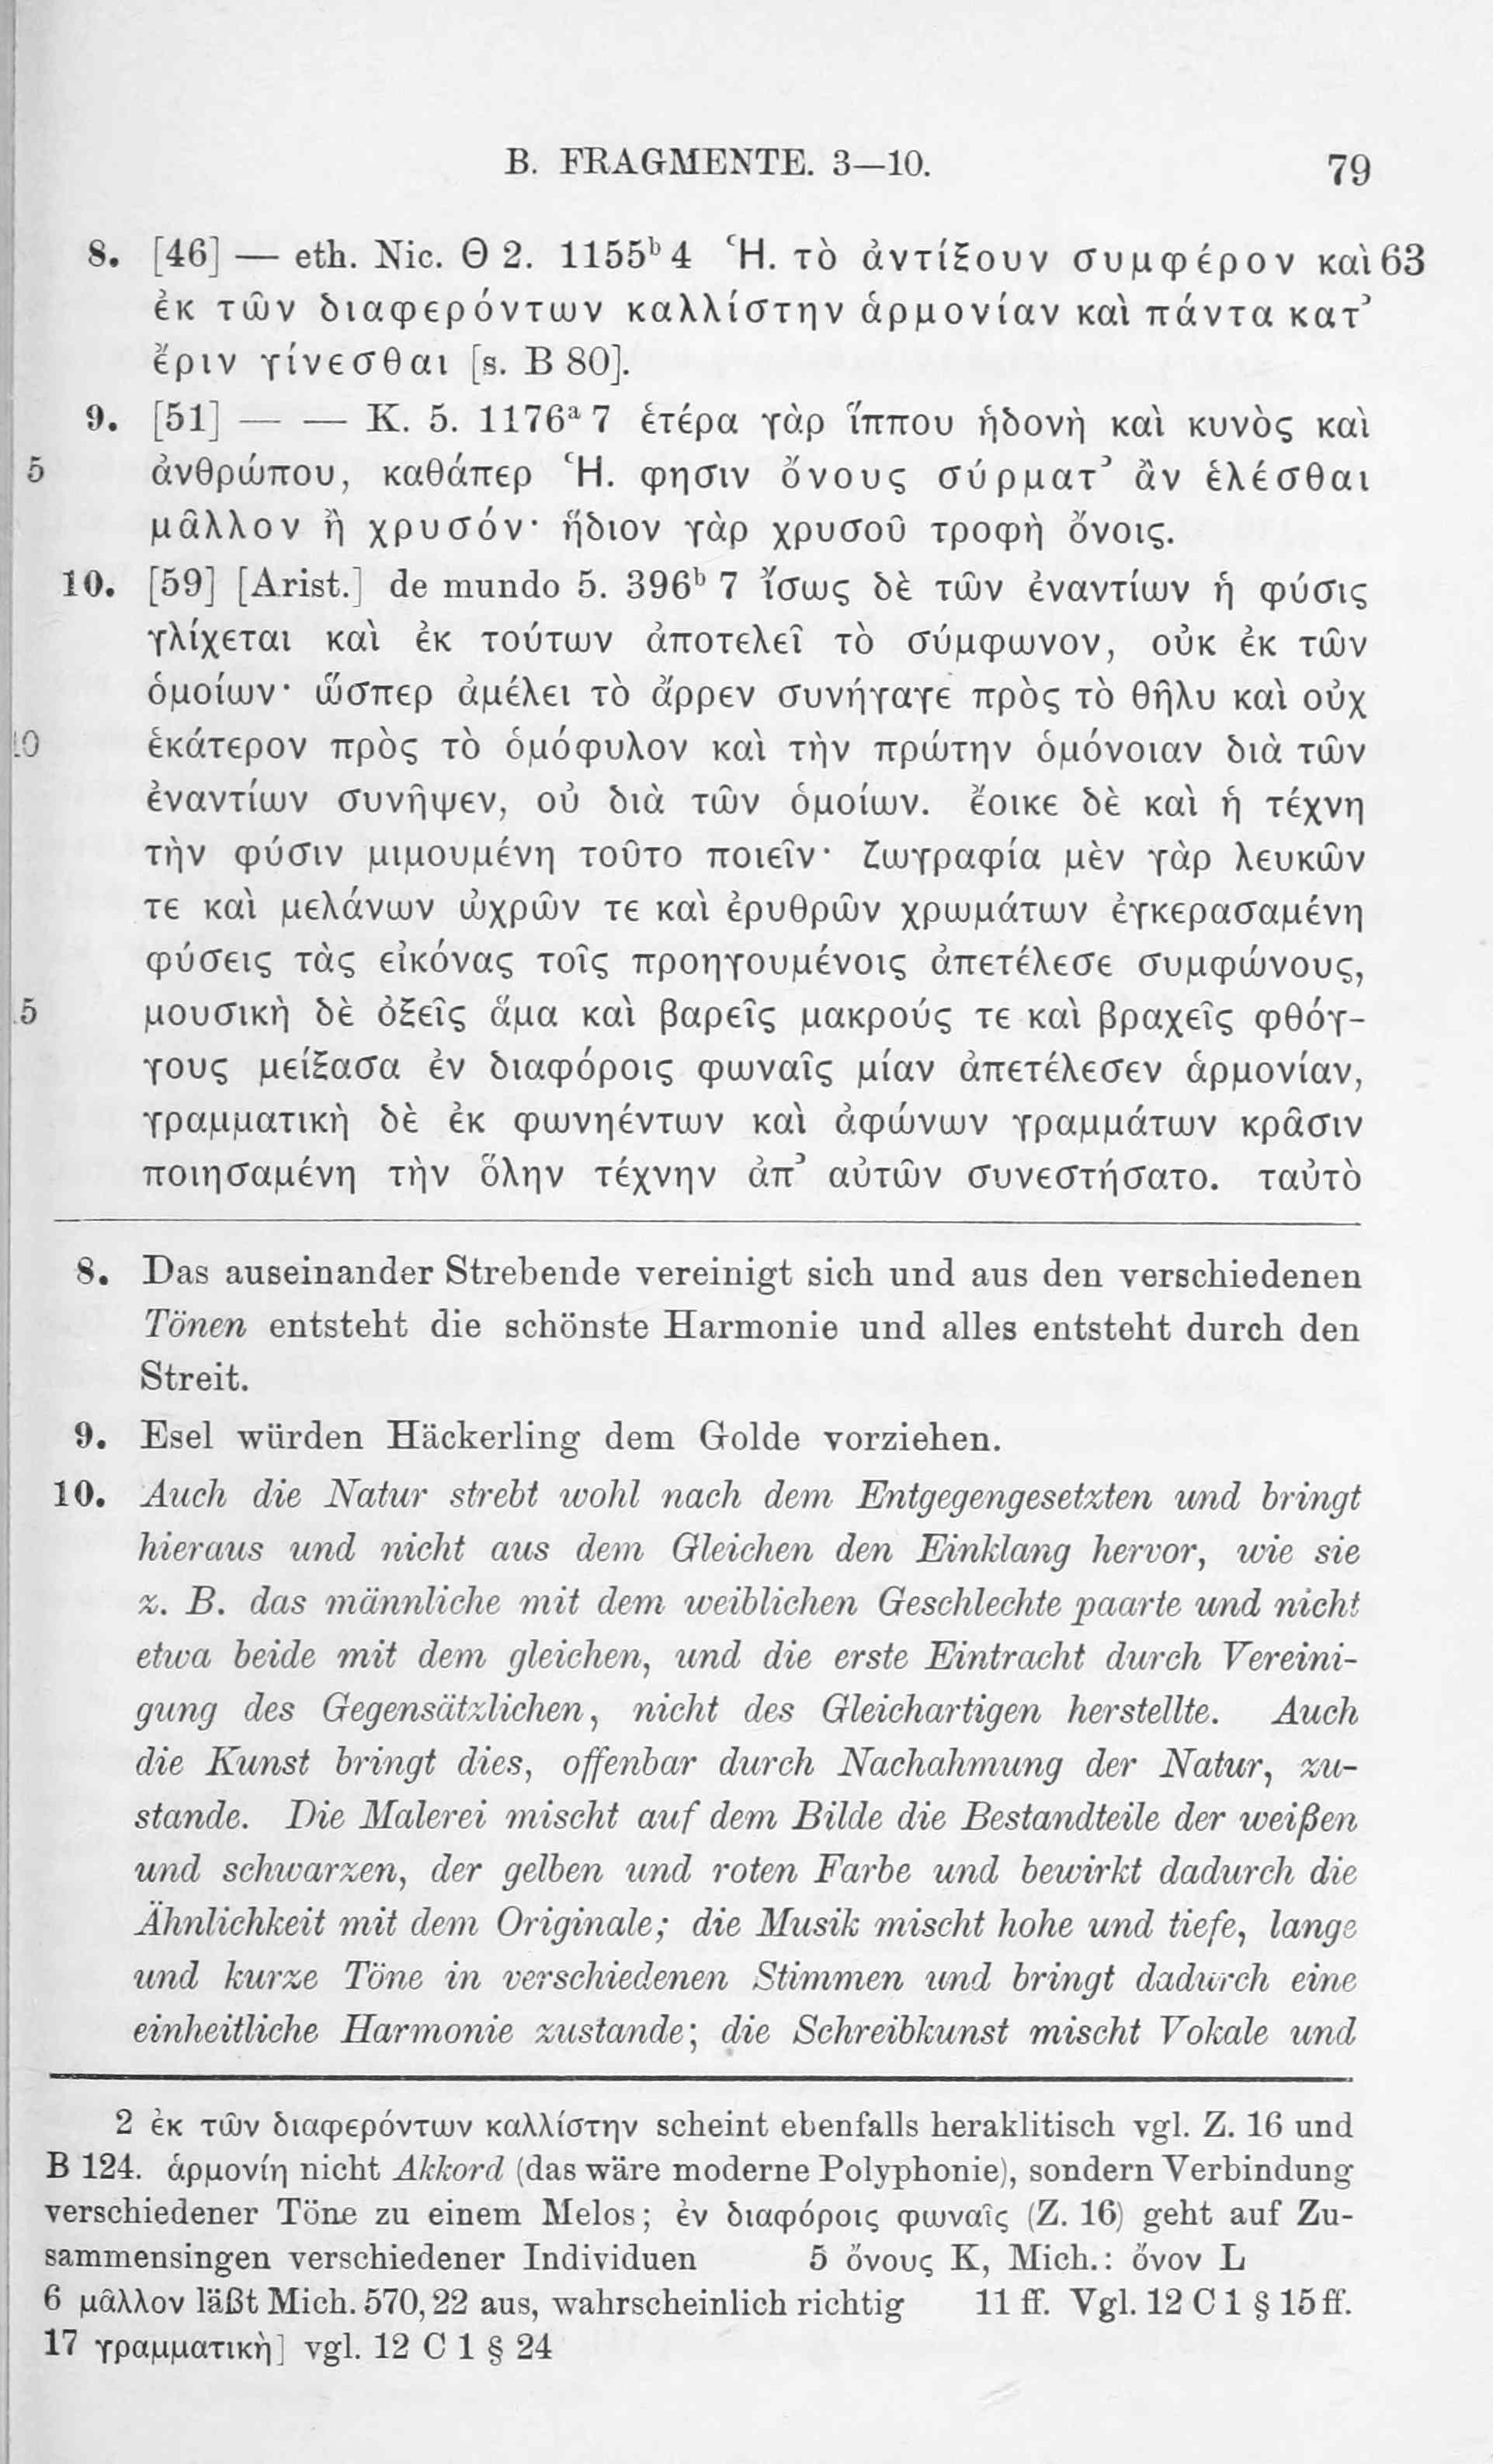 B. FRAGMENTE. 3—10. 79
8. [46] — eth. Nic. Θ 2. 1155ᵇ 4 Ἡ. τὸ ἀντίξουν συμφέρον καὶ 63
ἐκ τῶν διαφερόντων καλλίστην ἁρμονίαν καὶ πάντα κατ’
ἔριν γίνεσθαι [s. B 80].
9. [51] — — K. 5. 1176ᵃ 7 ἑτέρα γὰρ ἵππου ἡδονὴ καὶ κυνὸς καὶ
5 ἀνθρώπου, καθάπερ Ἡ. φησιν ὄνους σύρματ’ ἂν ἑλέσθαι
μᾶλλον ἢ χρυσόν· ἥδιον γὰρ χρυσοῦ τροφὴ ὄνοις.
10. [59] [Arist.] de mundo 5. 396ᵇ 7 ἴσως δὲ τῶν ἐναντίων ἡ φύσις
γλίχεται καὶ ἐκ τούτων ἀποτελεῖ τὸ σύμφωνον, οὐκ ἐκ τῶν
ὁμοίων· ὥσπερ ἀμέλει τὸ ἄρρεν συνήγαγε πρὸς τὸ θῆλυ καὶ οὐχ
10 ἑκάτερον πρὸς τὸ ὁμόφυλον καὶ τὴν πρώτην ὁμόνοιαν διὰ τῶν
ἐναντίων συνῆψεν, οὐ διὰ τῶν ὁμοίων. ἔοικε δὲ καὶ ἡ τέχνη
τὴν φύσιν μιμουμένη τοῦτο ποιεῖν· ζωγραφία μὲν γὰρ λευκῶν
τε καὶ μελάνων ὠχρῶν τε καὶ ἐρυθρῶν χρωμάτων ἐγκερασαμένη
φύσεις τὰς εἰκόνας τοῖς προηγουμένοις ἀπετέλεσε συμφώνους,
5 μουσικὴ δὲ ὀξεῖς ἅμα καὶ βαρεῖς μακρούς τε καὶ βραχεῖς φθόγ-
γους μείξασα ἐν διαφόροις φωναῖς μίαν ἀπετέλεσεν ἁρμονίαν,
γραμματικὴ δὲ ἐκ φωνηέντων καὶ ἀφώνων γραμμάτων κρᾶσιν
ποιησαμένη τὴν ὅλην τέχνην ἀπ’ αὐτῶν συνεστήσατο. ταὐτὸ
8. Das auseinander Strebende vereinigt sich und aus den verschiedenen
Tönen entsteht die schönste Harmonie und alles entsteht durch den
Streit.
9. Esel würden Häckerling dem Golde vorziehen.
10. Auch die Natur strebt wohl nach dem Entgegengesetzten und bringt
hieraus und nicht aus dem Gleichen den Einklang hervor, wie sie
z. B. das männliche mit dem weiblichen Geschlechte paarte und nicht
etwa beide mit dem gleichen, und die erste Eintracht durch Vereini-
gung des Gegensätzlichen, nicht des Gleichartigen herstellte. Auch
die Kunst bringt dies, offenbar durch Nachahmung der Natur, zu-
stande. Die Malerei mischt auf dem Bilde die Bestandteile der weißen
und schwarzen, der gelben und roten Farbe und bewirkt dadurch die
Ähnlichkeit mit dem Originale; die Musik mischt hohe und tiefe, lange
und kurze Töne in verschiedenen Stimmen und bringt dadurch eine
einheitliche Harmonie zustande; die Schreibkunst mischt Vokale und
2 ἐκ τῶν διαφερόντων καλλίστην scheint ebenfalls heraklitisch vgl. Z. 16 und
B 124. ἁρμονίη nicht Akkord (das wäre moderne Polyphonie), sondern Verbindung
verschiedener Töne zu einem Melos; ἐν διαφόροις φωναῖς (Z. 16) geht auf Zu-
sammensingen verschiedener Individuen 5 ὄνους K, Mich.: ὄνον L
6 μᾶλλον läßt Mich. 570, 22 aus, wahrscheinlich richtig 11 ff. Vgl. 12 C 1 § 15 ff.
17 γραμματικὴ] vgl. 12 C 1 § 24